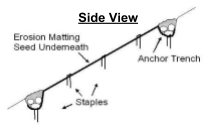 Side View
Erosion Matting
Seed Underneath
Anchor Trench
Staples